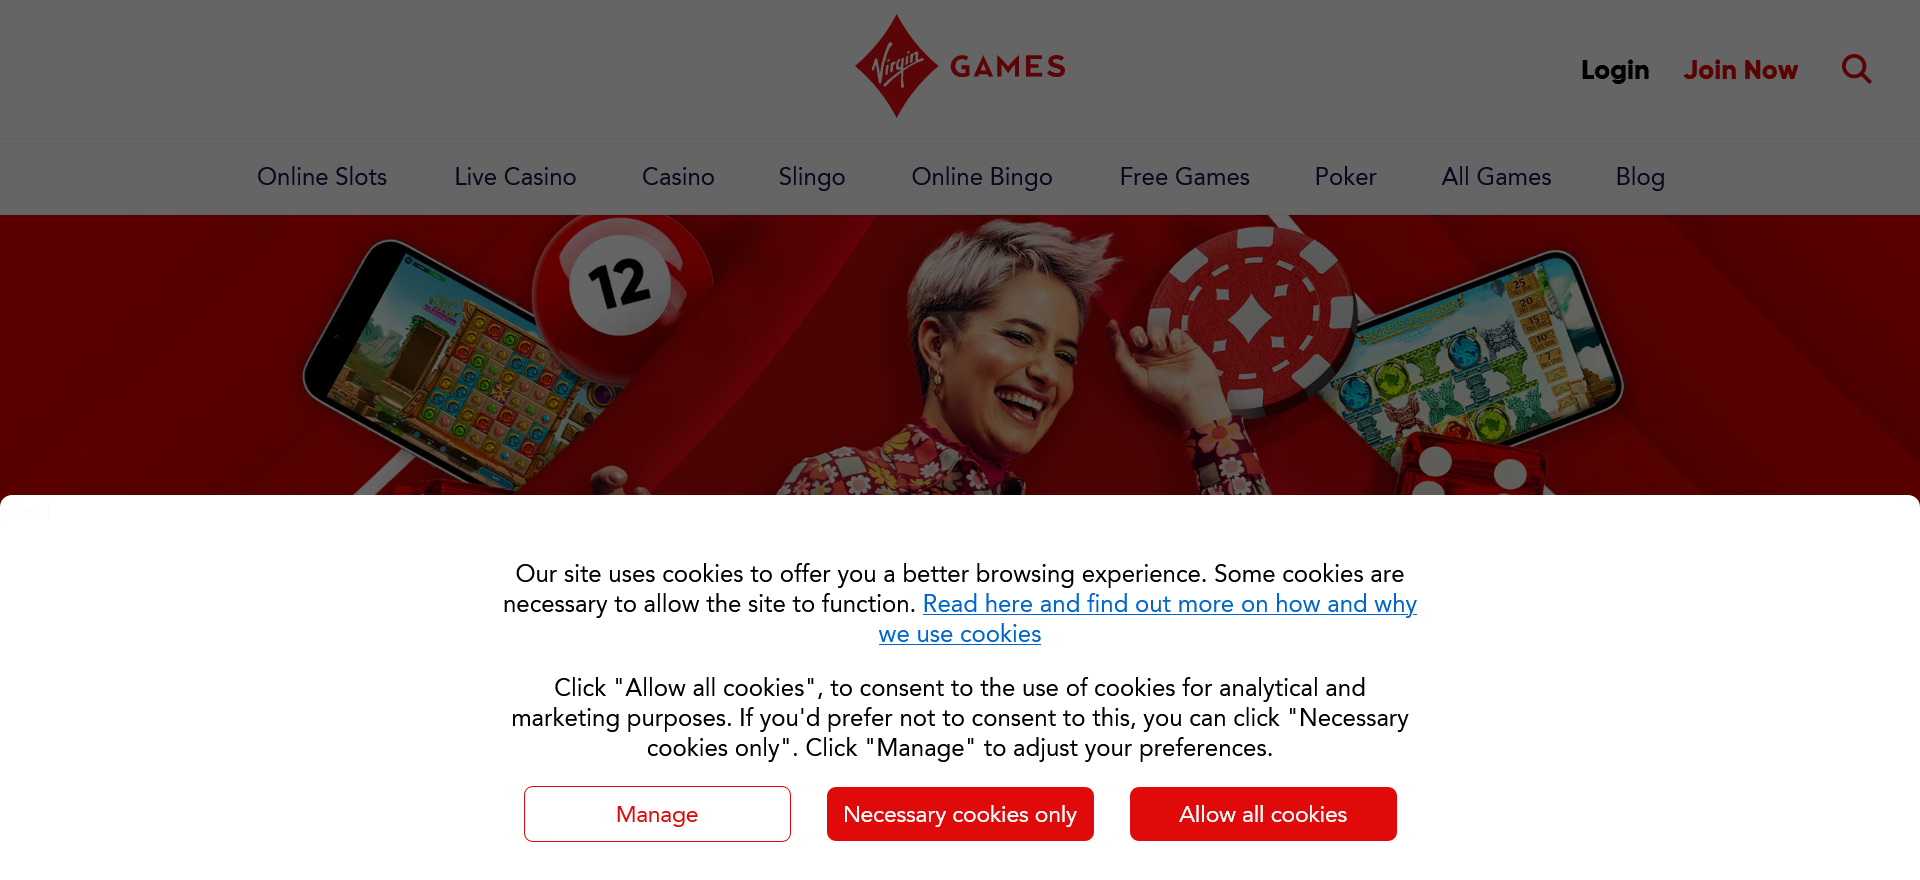 Virgin GAMES
Login
Join Now
Online Slots
Live Casino
Casino
Slingo
Online Bingo
Free Games
Poker
All Games
Blog
12
25
20
15
10
7
Our site uses cookies to offer you a better browsing experience. Some cookies are
necessary to allow the site to function. Read here and find out more on how and why
we use cookies
Click "Allow all cookies", to consent to the use of cookies for analytical and
marketing purposes. If you'd prefer not to consent to this, you can click "Necessary
cookies only". Click "Manage" to adjust your preferences.
Manage
Necessary cookies only
Allow all cookies